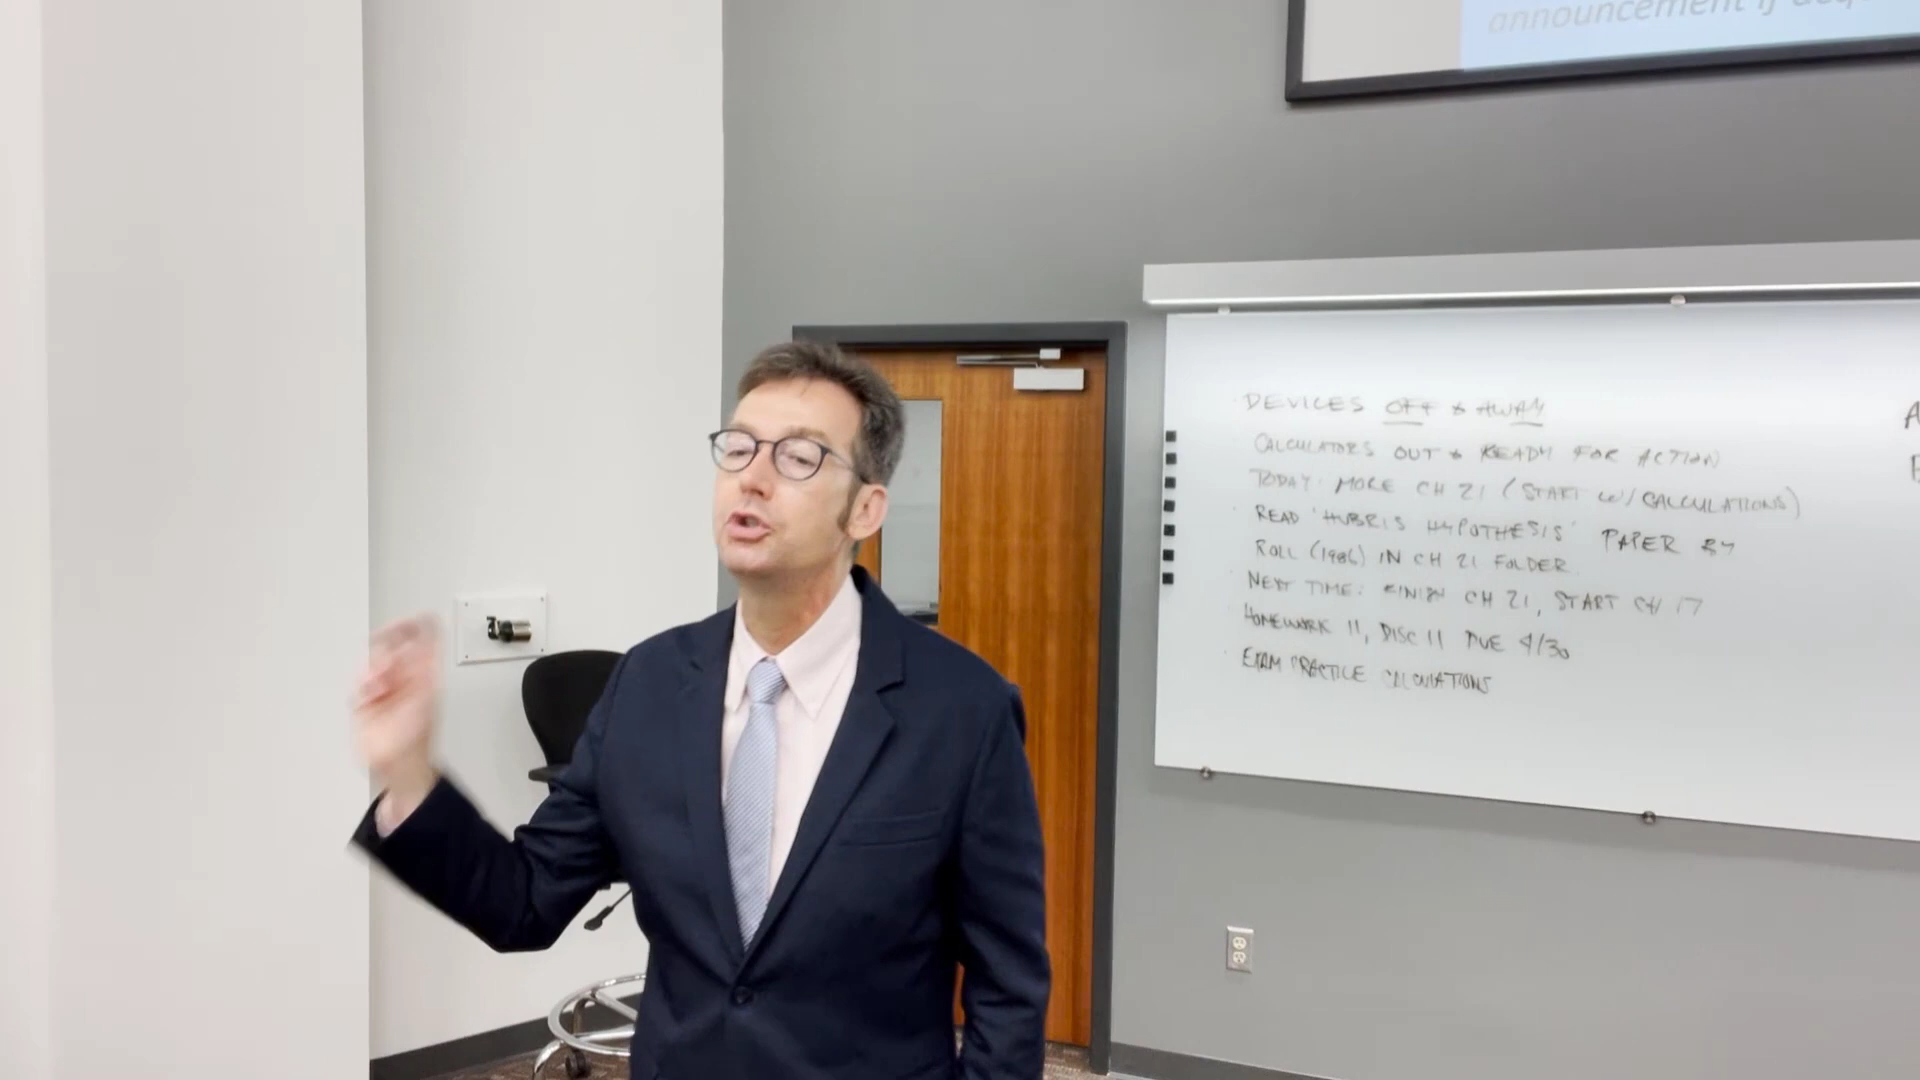 announcement if
DEVICES OFF & AWAY
CALCULATORS OUT & READY FOR ACTION
TODAY: MORE CH 21 (START W/ CALCULATIONS)
READ 'HUBRIS HYPOTHESIS' PAPER BY
ROLL (1986) IN CH 21 FOLDER
NEXT TIME: FINISH CH 21, START CH 17
HOMEWORK 11, DISC 11 DUE 4/30
EXAM PRACTICE CALCULATIONS